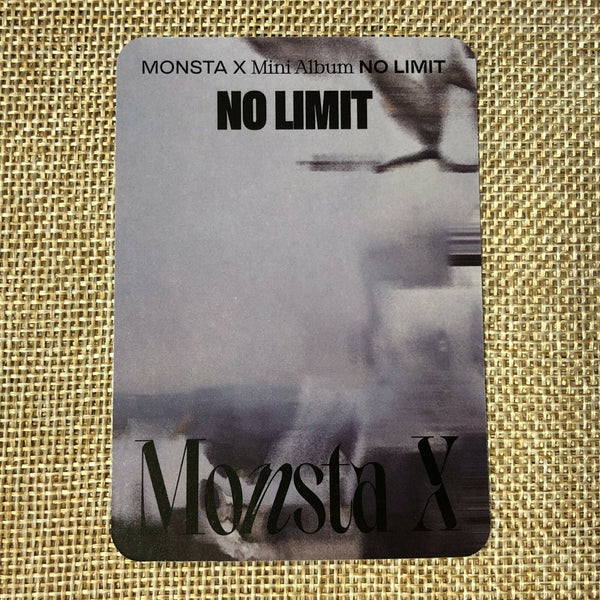 MONSTA X Mini Album NO LIMIT
NO LIMIT
Monsta X